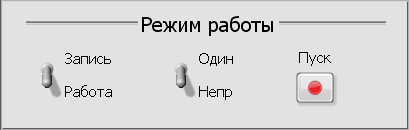 Режим работы
Запись
Работа
Один
Непр
Пуск